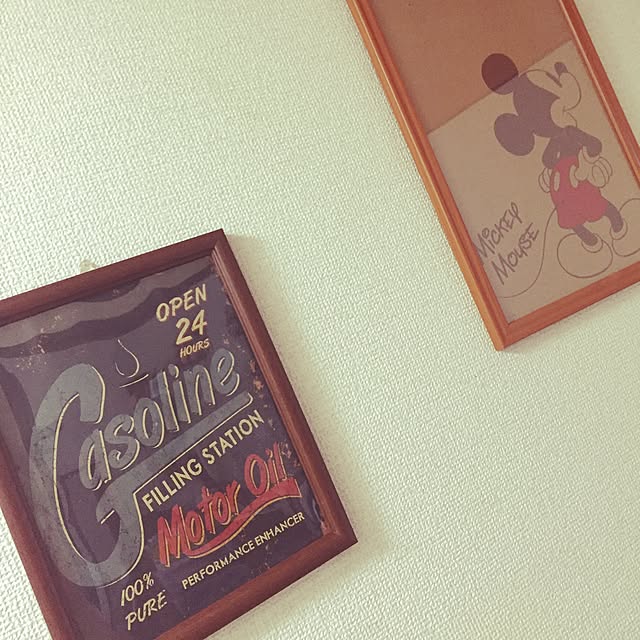 OPEN
24
HOURS
Gasoline
FILLING STATION
Motor Oil
PERFORMANCE ENHANCER
100%
PURE
MICKEY
MOUSE